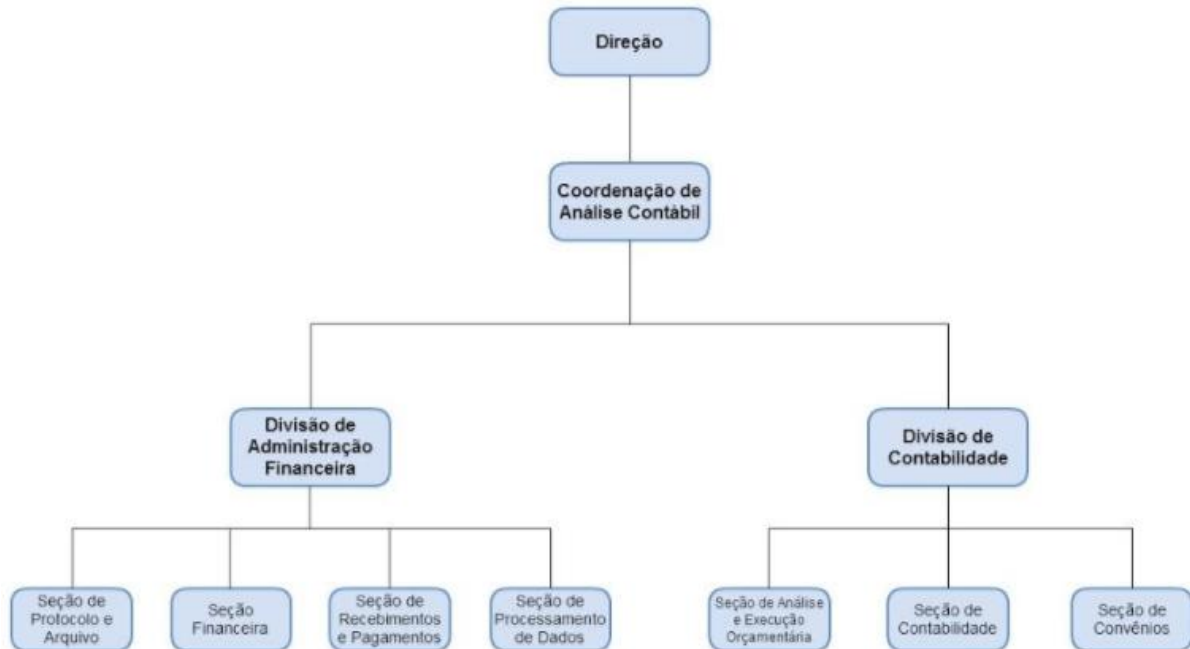 Direção
Coordenação de
Análise Contábil
Divisão de
Administração
Financeira
Divisão de
Contabilidade
Seção de
Protocolo e
Arquivo
Seção
Financeira
Seção de
Recebimentos
e Pagamentos
Seção de
Processamento
de Dados
Seção de Análise
e Execução
Orçamentária
Seção de
Contabilidade
Seção de
Convênios